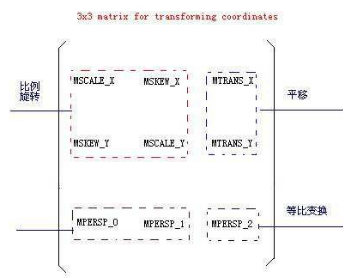 3x3 matrix for transforming coordinates
比例
旋转
MSCALE_X MSKEW_X MTRANS_X
平移
MSKEW_Y MSCALE_Y MTRANS_Y
MPERSP_0 MPERSP_1 MPERSP_2
等比变换